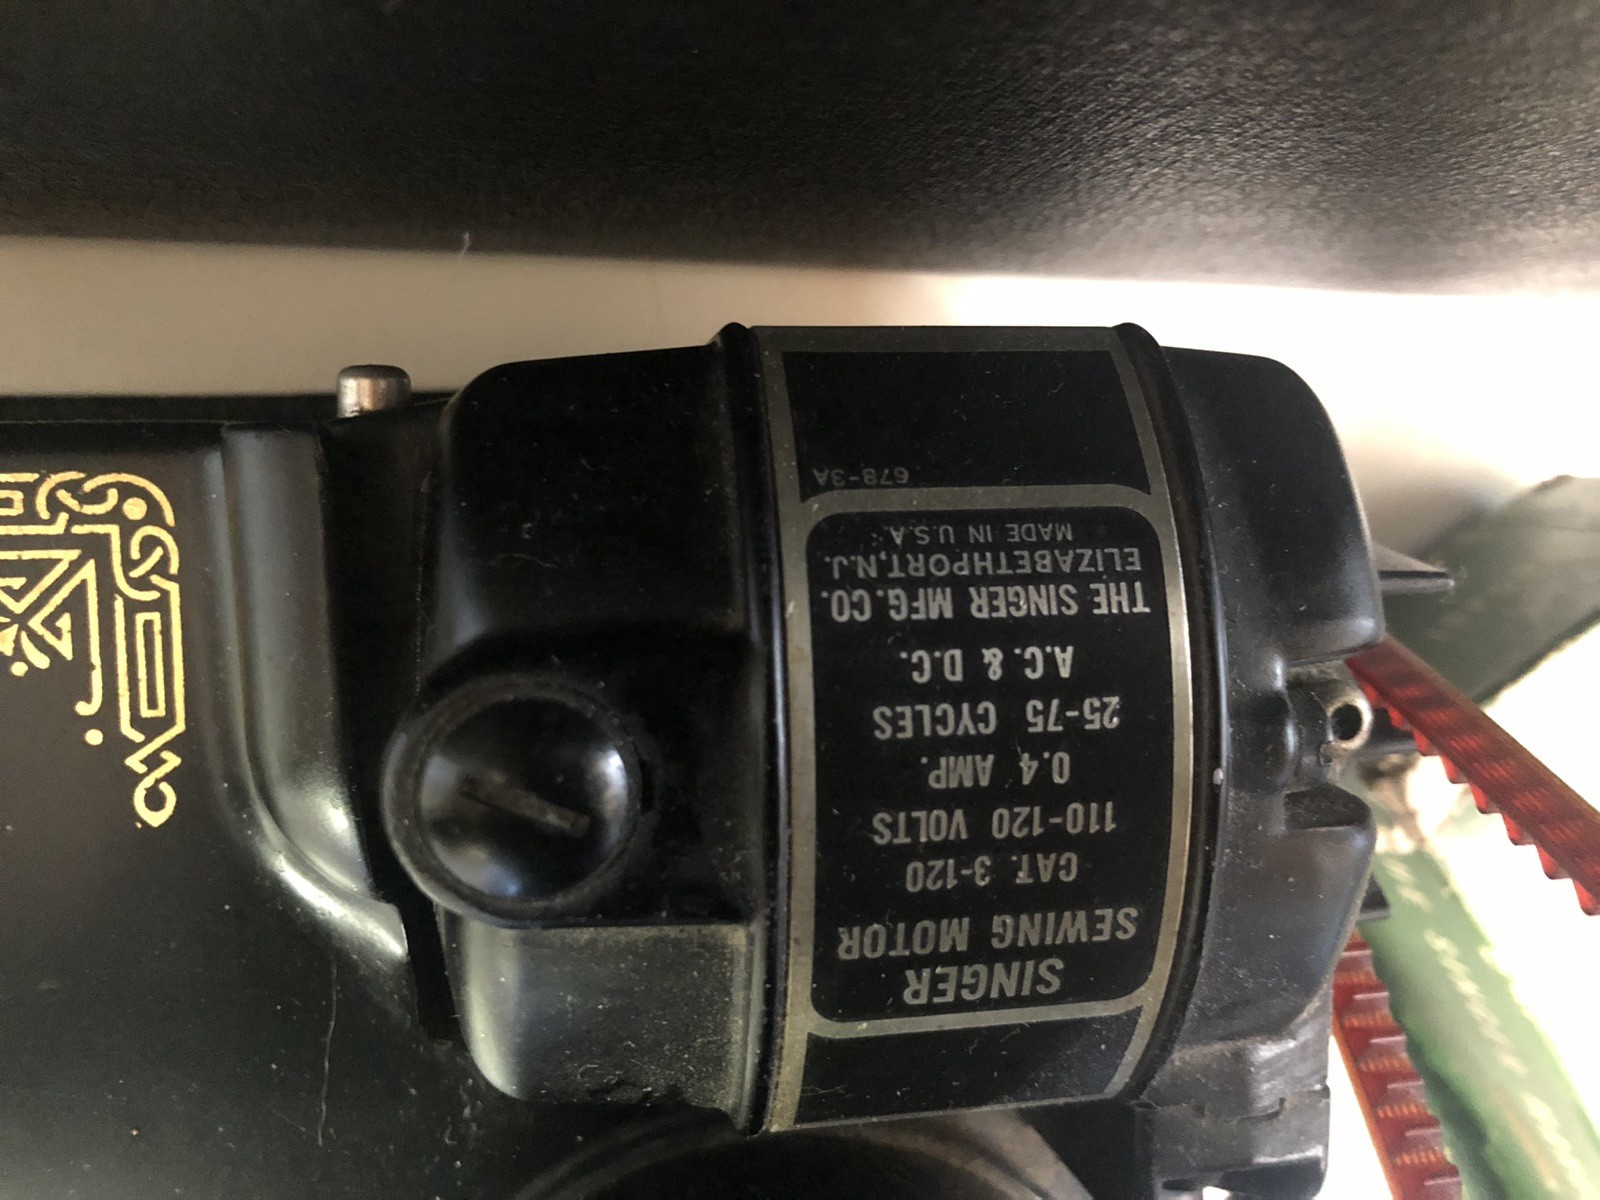 SINGER
SEWING MOTOR
CAT. 3-120
110-120 VOLTS
0.4 AMP.
25-75 CYCLES
A.C. & D.C.
THE SINGER MFG. CO.
ELIZABETHPORT, N.J.
MADE IN U.S.A.
678-3A